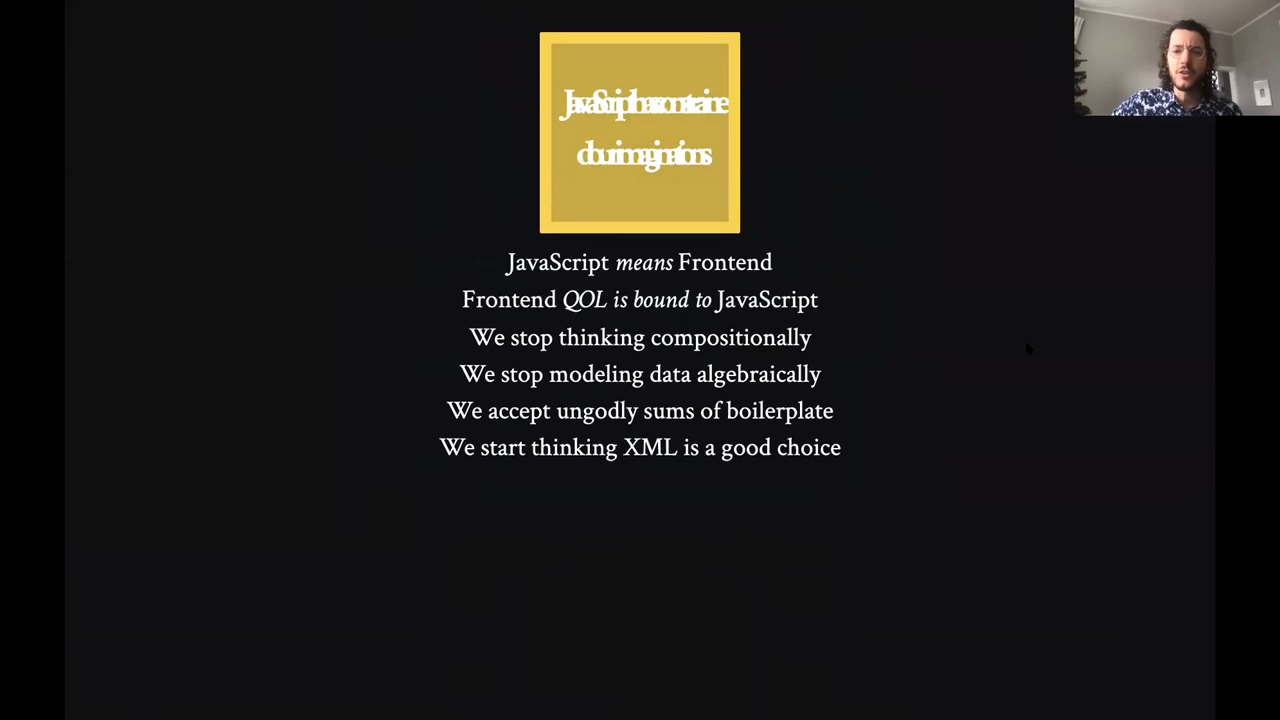 JavaScript means Frontend
Frontend QOL is bound to JavaScript
We stop thinking compositionally
We stop modeling data algebraically
We accept ungodly sums of boilerplate
We start thinking XML is a good choice